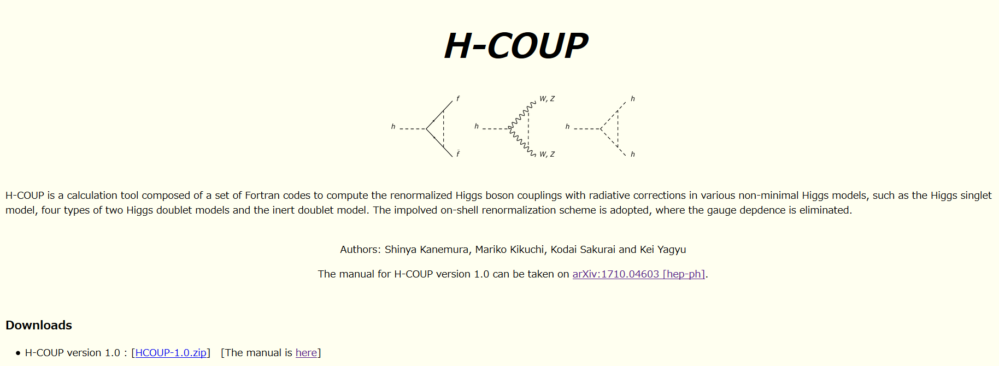 H-COUP
f
W, Z
h
h
h
h
f̄
W, Z
h
H-COUP is a calculation tool composed of a set of Fortran codes to compute the renormalized Higgs boson couplings with radiative corrections in various non-minimal Higgs models, such as the Higgs singlet
model, four types of two Higgs doublet models and the inert doublet model. The impolved on-shell renormalization scheme is adopted, where the gauge depdence is eliminated.
Authors: Shinya Kanemura, Mariko Kikuchi, Kodai Sakurai and Kei Yagyu
The manual for H-COUP version 1.0 can be taken on arXiv:1710.04603 [hep-ph].
Downloads
• H-COUP version 1.0 : [HCOUP-1.0.zip] [The manual is here]